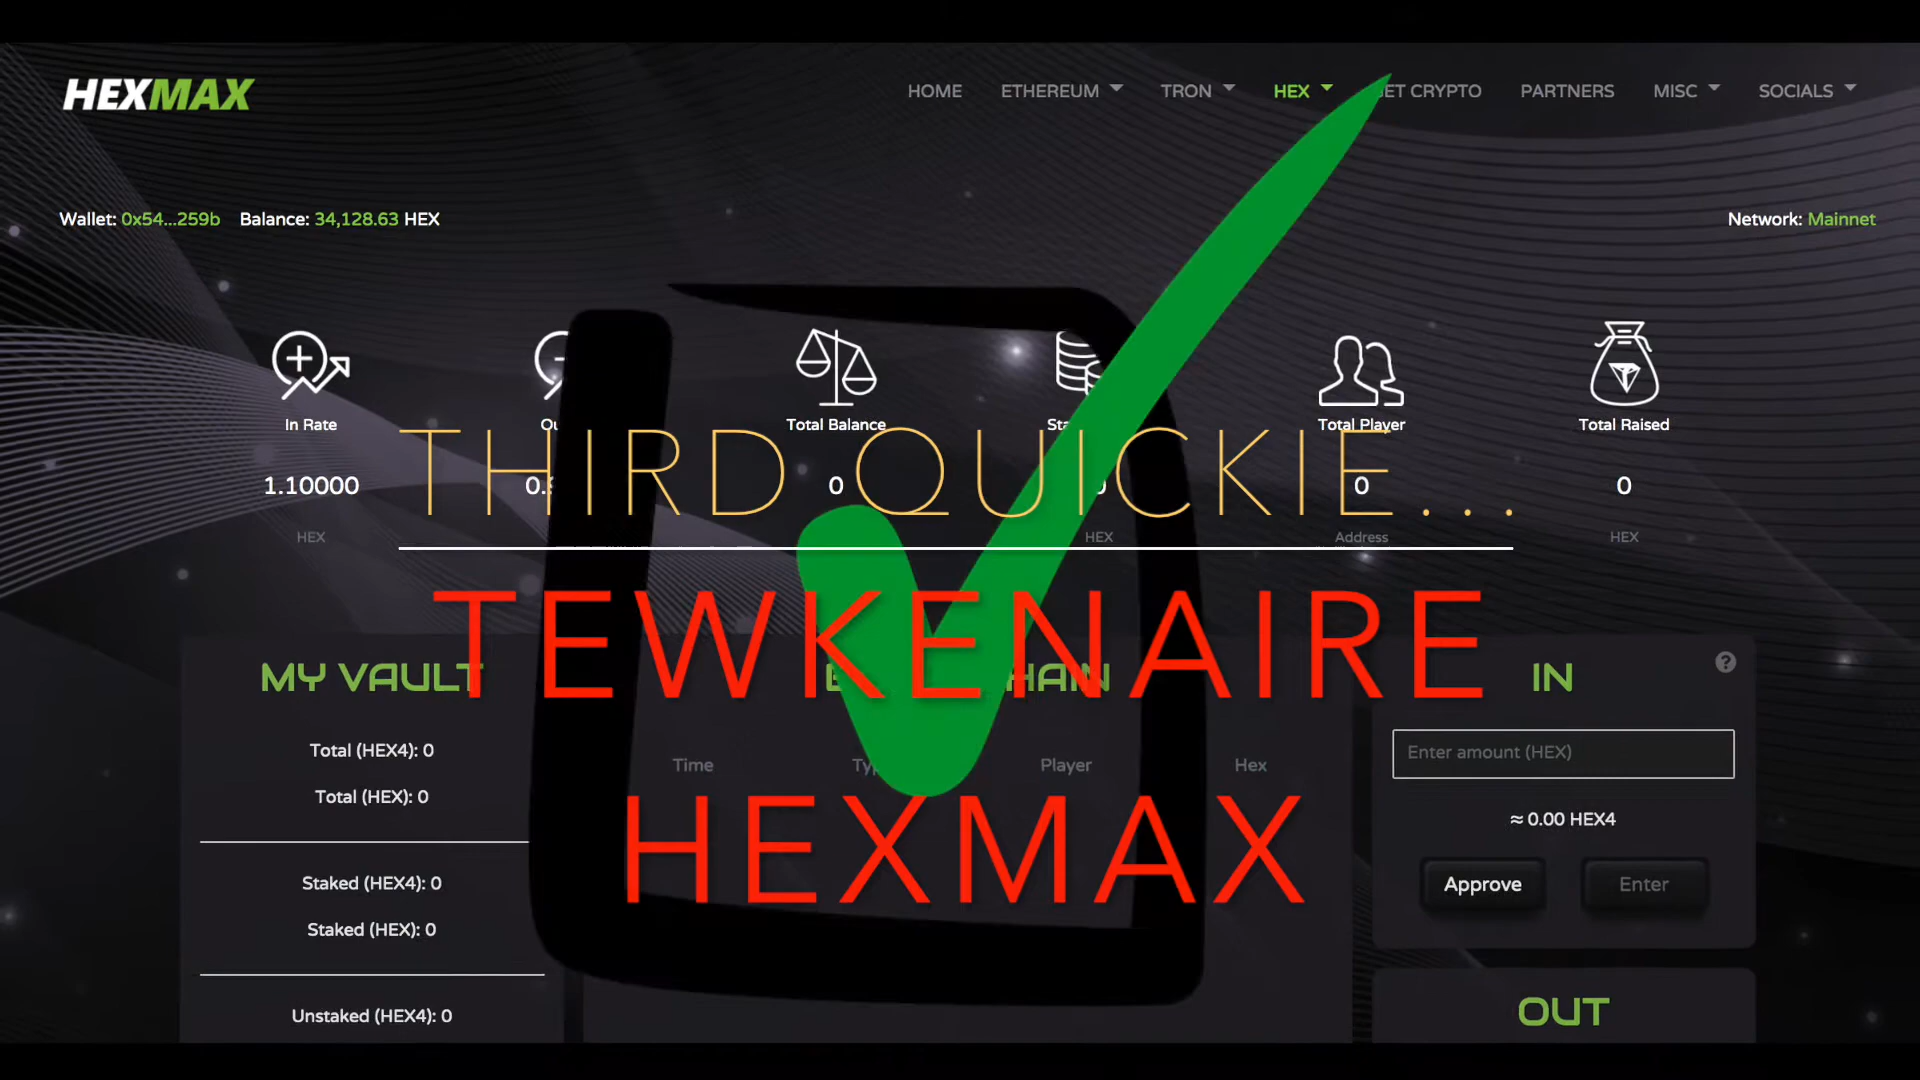 HEXMAX
HOME ETHEREUM TRON HEX CRYPTO PARTNERS MISC SOCIALS
Wallet: 0x54...259b Balance: 34,128.63 HEX
Network: Mainnet
In Rate
Total Balance
Total Player
Total Raised
THIRD QUICKIE...
1.10000
0
0
0
HEX
HEX
Address
HEX
TEWKENAIRE
HEXMAX
MY VAULT
Total (HEX4): 0
Total (HEX): 0
Staked (HEX4): 0
Staked (HEX): 0
Unstaked (HEX4): 0
Time Player Hex
IN
?
Enter amount (HEX)
≈ 0.00 HEX4
Approve Enter
OUT